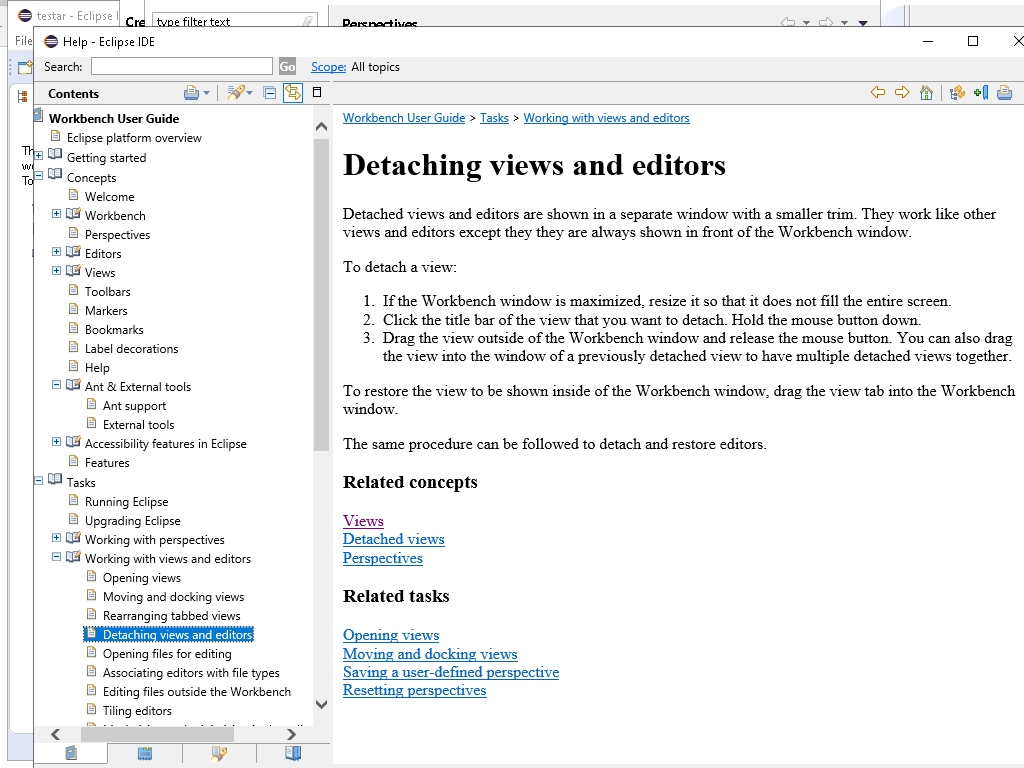 testar - Eclipse I
Cre
type filter text
Perspectives
File
Help - Eclipse IDE
Search:
Go
Scope: All topics
Contents
Workbench User Guide
Eclipse platform overview
Getting started
Concepts
Welcome
Workbench
Perspectives
Editors
Views
Toolbars
Markers
Bookmarks
Label decorations
Help
Ant & External tools
Ant support
External tools
Accessibility features in Eclipse
Features
Tasks
Running Eclipse
Upgrading Eclipse
Working with perspectives
Working with views and editors
Opening views
Moving and docking views
Rearranging tabbed views
Detaching views and editors
Opening files for editing
Associating editors with file types
Editing files outside the Workbench
Tiling editors
Workbench User Guide > Tasks > Working with views and editors
Detaching views and editors
Detached views and editors are shown in a separate window with a smaller trim. They work like other
views and editors except they they are always shown in front of the Workbench window.
To detach a view:
1. If the Workbench window is maximized, resize it so that it does not fill the entire screen.
2. Click the title bar of the view that you want to detach. Hold the mouse button down.
3. Drag the view outside of the Workbench window and release the mouse button. You can also drag
the view into the window of a previously detached view to have multiple detached views together.
To restore the view to be shown inside of the Workbench window, drag the view tab into the Workbench
window.
The same procedure can be followed to detach and restore editors.
Related concepts
Views
Detached views
Perspectives
Related tasks
Opening views
Moving and docking views
Saving a user-defined perspective
Resetting perspectives